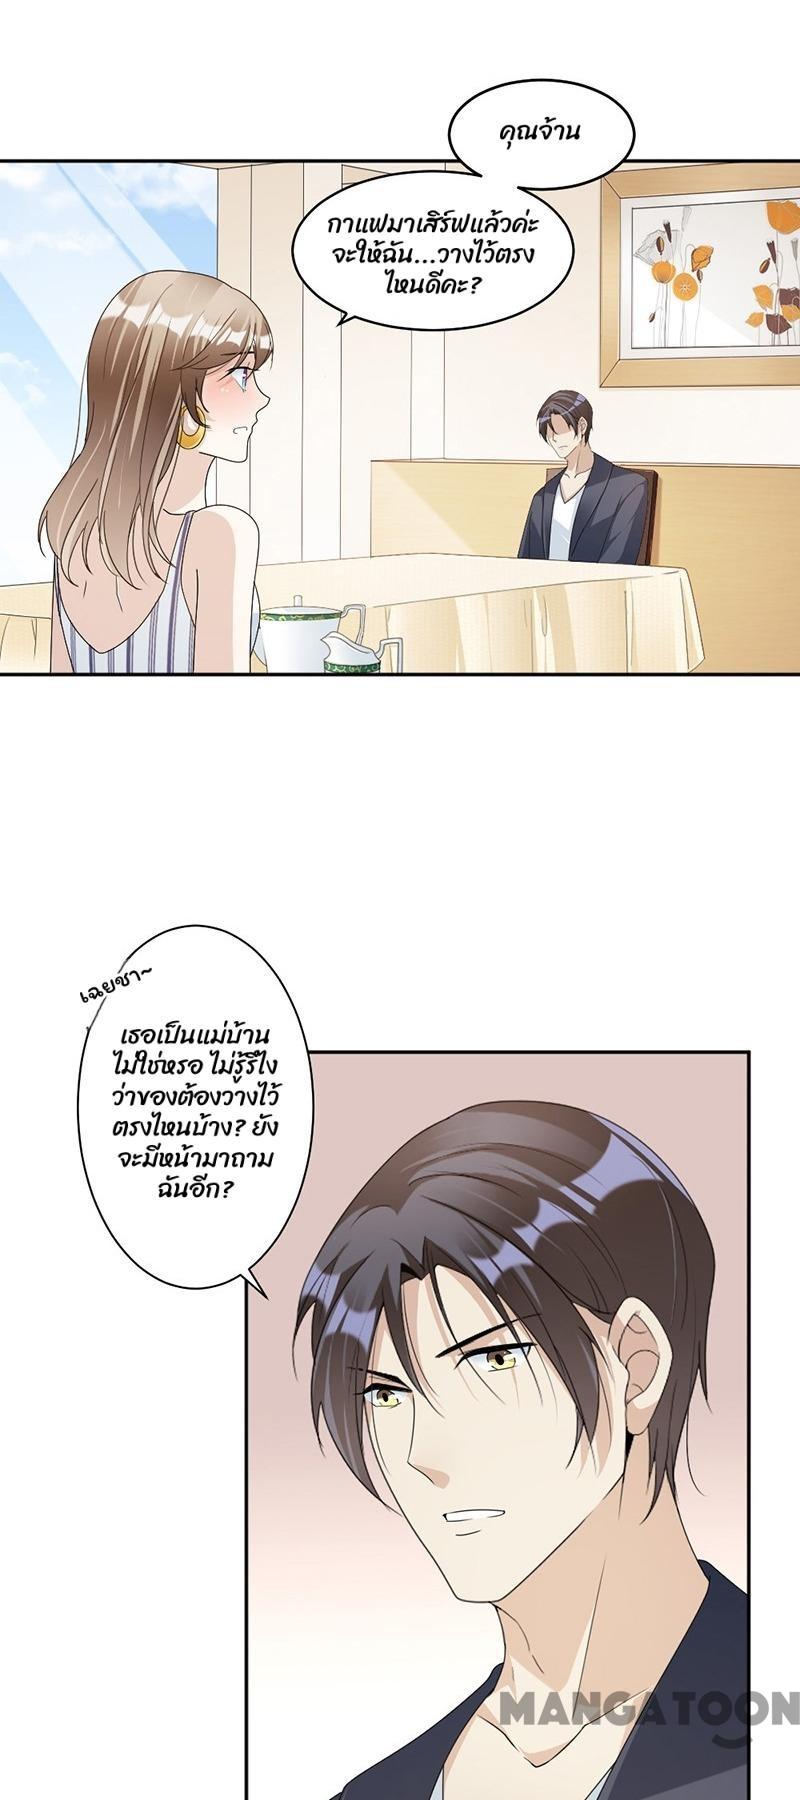 คุณจ้าน
กาแฟมาเสิร์ฟแล้วค่ะ
จะให้ฉัน...วางไว้ตรง
ไหนดีคะ?
เฉยชา~
เธอเป็นแม่บ้าน
ไม่ใช่หรอ ไม่รู้รึไง
ว่าของต้องวางไว้
ตรงไหนบ้าง? ยัง
จะมีหน้ามาถาม
ฉันอีก?
MANGATOON